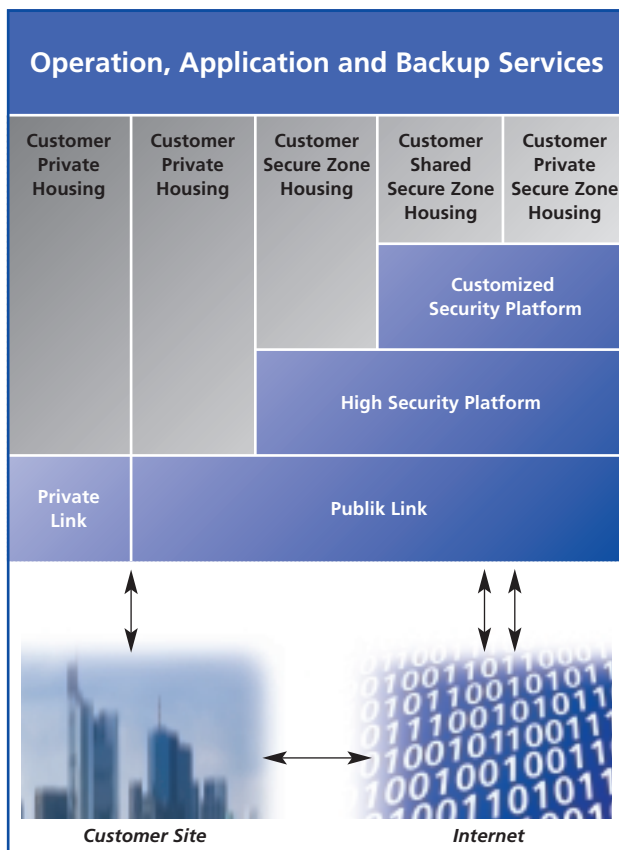 Operation, Application and Backup Services
Customer
Private
Housing
Customer
Private
Housing
Customer
Secure Zone
Housing
Customer
Shared
Secure Zone
Housing
Customer
Private
Secure Zone
Housing
Customized
Security Platform
High Security Platform
Private
Link
Publik Link
Customer Site
Internet